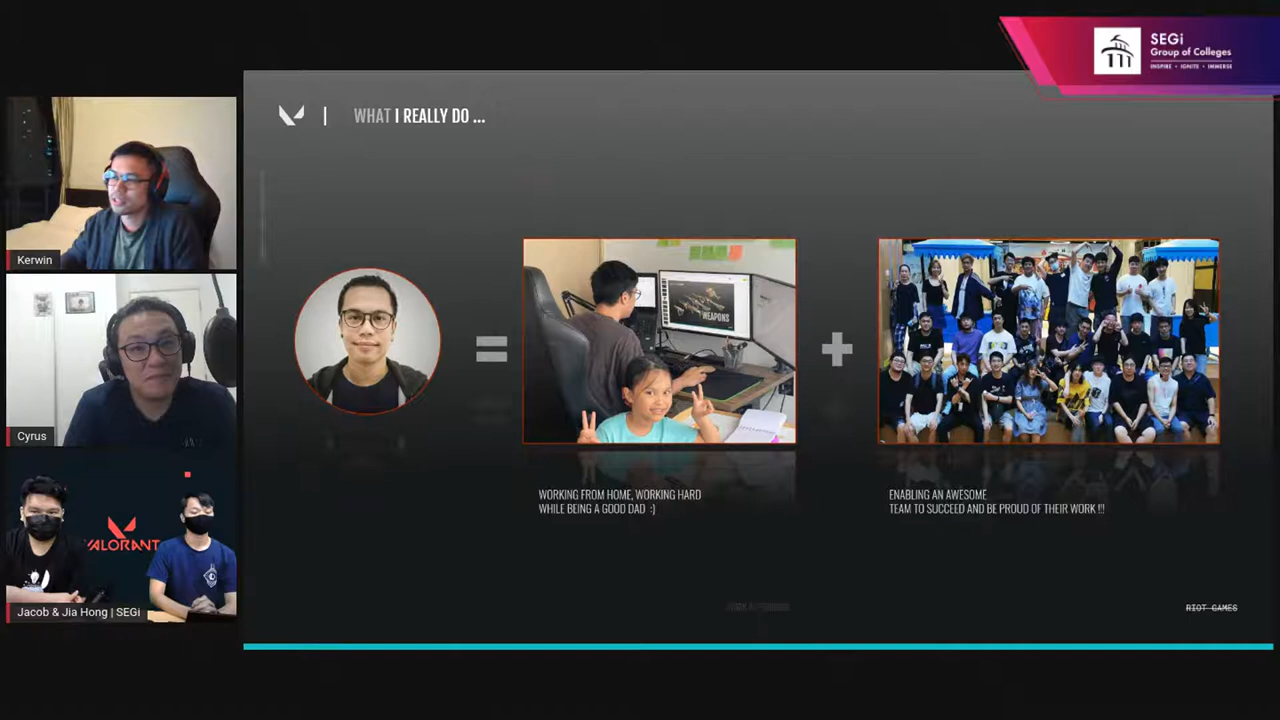 SEGi
Group of Colleges
INSPIRE • IGNITE • IMMERSE
WHAT I REALLY DO ...
Kerwin
Cyrus
VALORANT
Jacob & Jia Hong | SEGi
WEAPONS
WORKING FROM HOME, WORKING HARD
WHILE BEING A GOOD DAD :)
ENABLING AN AWESOME
TEAM TO SUCCEED AND BE PROUD OF THEIR WORK !!!
RIOT GAMES